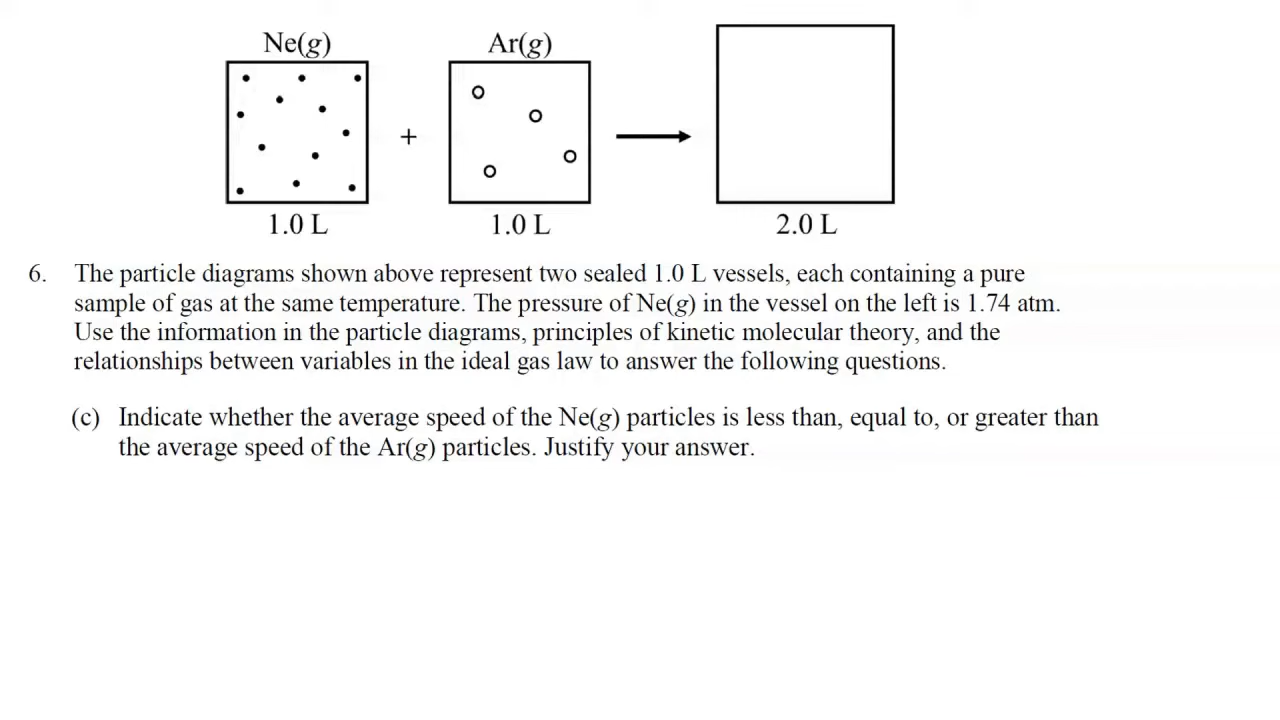 Ne(g)
Ar(g)
+
1.0 L
1.0 L
2.0 L
6. The particle diagrams shown above represent two sealed 1.0 L vessels, each containing a pure
sample of gas at the same temperature. The pressure of Ne(g) in the vessel on the left is 1.74 atm.
Use the information in the particle diagrams, principles of kinetic molecular theory, and the
relationships between variables in the ideal gas law to answer the following questions.
(c) Indicate whether the average speed of the Ne(g) particles is less than, equal to, or greater than
the average speed of the Ar(g) particles. Justify your answer.